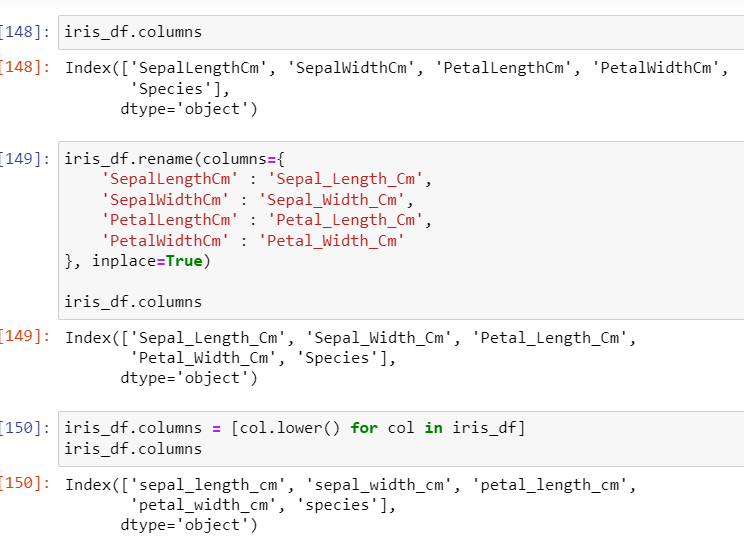 [148]: iris_df.columns
[148]: Index(['SepalLengthCm', 'SepalWidthCm', 'PetalLengthCm', 'PetalWidthCm',
'Species'],
dtype='object')
[149]: iris_df.rename(columns={
'SepalLengthCm' : 'Sepal_Length_Cm',
'SepalWidthCm' : 'Sepal_Width_Cm',
'PetalLengthCm' : 'Petal_Length_Cm',
'PetalWidthCm' : 'Petal_Width_Cm'
}, inplace=True)
iris_df.columns
[149]: Index(['Sepal_Length_Cm', 'Sepal_Width_Cm', 'Petal_Length_Cm',
'Petal_Width_Cm', 'Species'],
dtype='object')
[150]: iris_df.columns = [col.lower() for col in iris_df]
iris_df.columns
[150]: Index(['sepal_length_cm', 'sepal_width_cm', 'petal_length_cm',
'petal_width_cm', 'species'],
dtype='object')